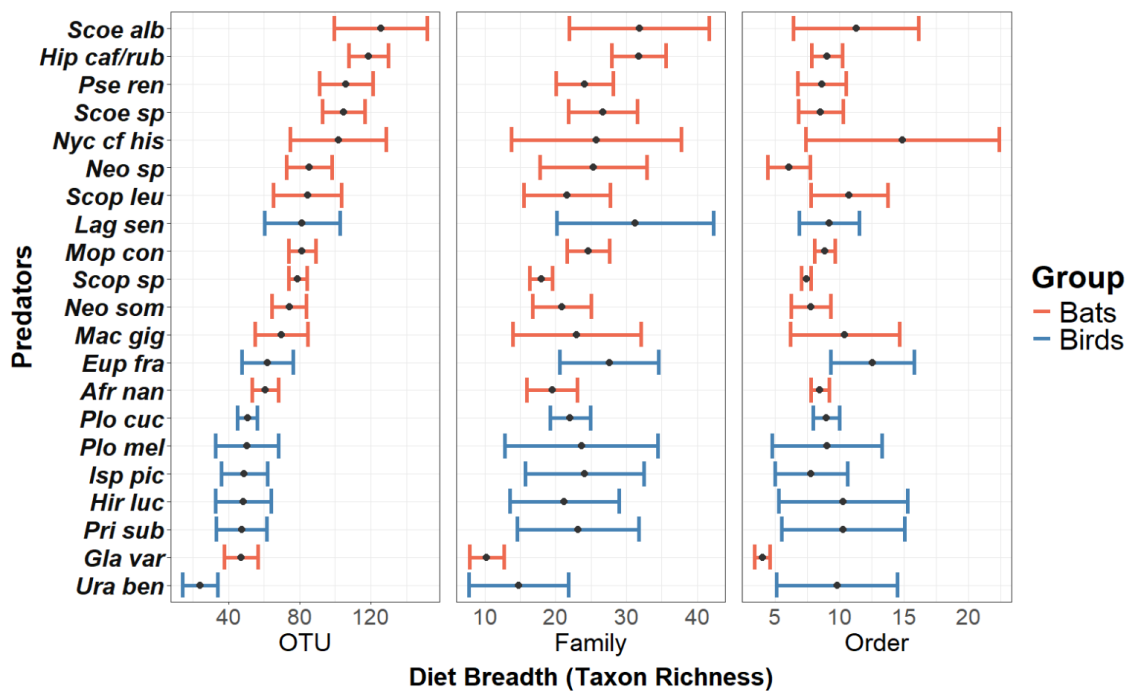 Predators
Scoe alb
Hip caf/rub
Pse ren
Scoe sp
Nyc cf his
Neo sp
Scop leu
Lag sen
Mop con
Scop sp
Neo som
Mac gig
Eup fra
Afr nan
Plo cuc
Plo mel
Isp pic
Hir luc
Pri sub
Gla var
Ura ben
40 120
10 20 30 40
5 10 15 20
OTU
Family
Order
Diet Breadth (Taxon Richness)
Group
Bats
Birds